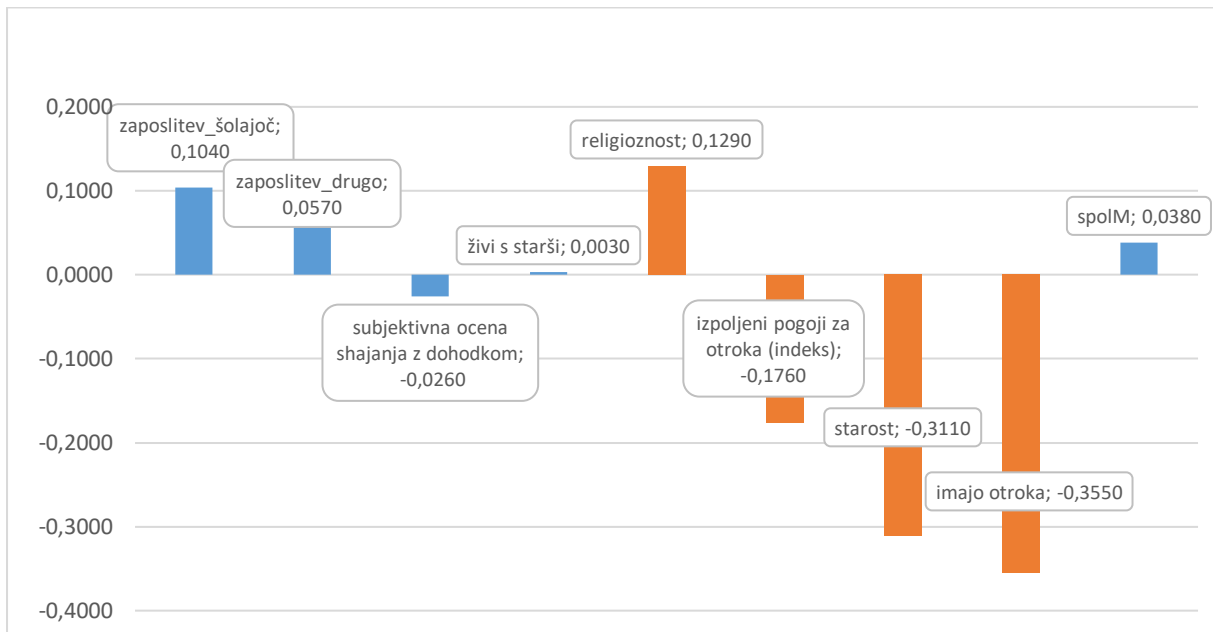 0,2000
0,1000
0,0000
-0,1000
-0,2000
-0,3000
-0,4000
zaposlitev_šolajoč;
0,1040
zaposlitev_drugo;
0,0570
subjektivna ocena
shajanja z dohodkom;
-0,0260
živi s starši; 0,0030
religioznost; 0,1290
izpoljeni pogoji za
otroka (indeks);
-0,1760
starost; -0,3110
imajo otroka; -0,3550
spolM; 0,0380